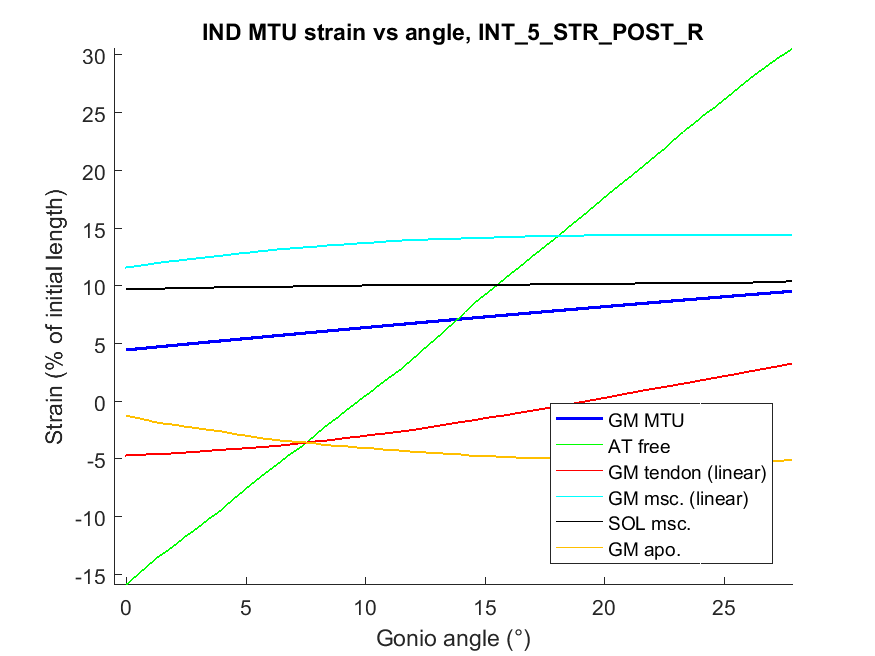 IND MTU strain vs angle, INT_5_STR_POST_R
Strain (% of initial length)
30
25
20
15
10
5
0
-5
-10
-15
0 5 10 15 20 25
Gonio angle (°)
GM MTU
AT free
GM tendon (linear)
GM msc. (linear)
SOL msc.
GM apo.